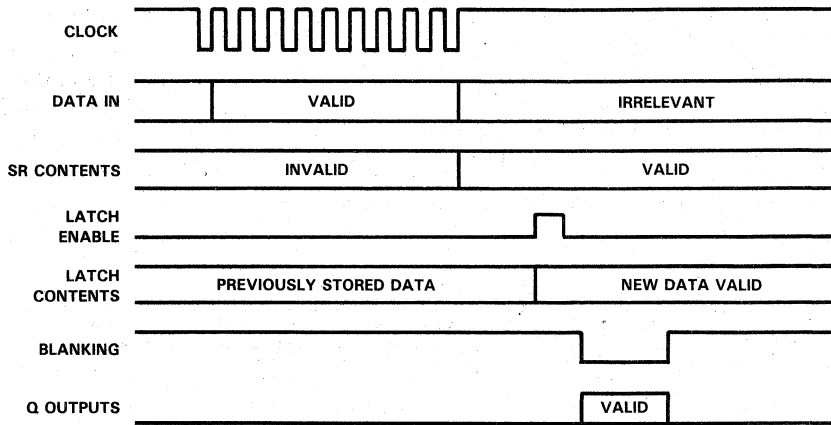 CLOCK
DATA IN
VALID
IRRELEVANT
SR CONTENTS
INVALID
VALID
LATCH
ENABLE
LATCH
CONTENTS
PREVIOUSLY STORED DATA
NEW DATA VALID
BLANKING
Q OUTPUTS
VALID